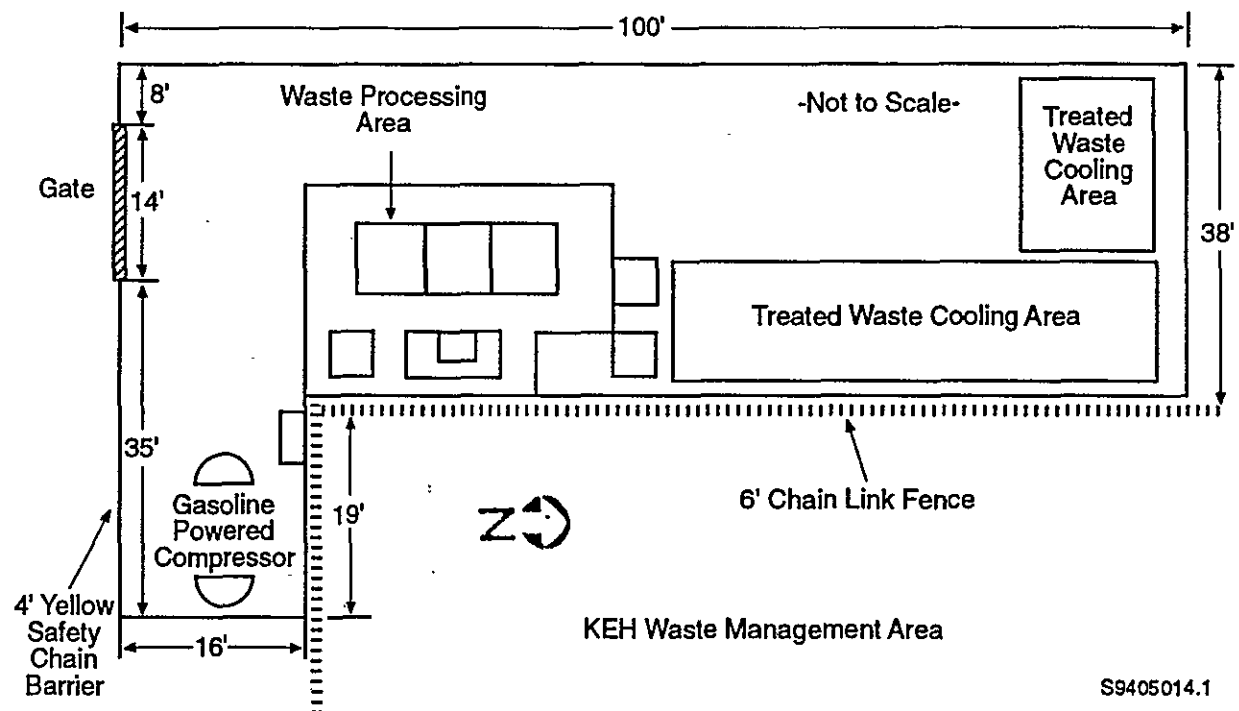 100'
8'
Waste Processing
Area
-Not to Scale-
Treated
Waste
Cooling
Area
Gate
14'
38'
Treated Waste Cooling Area
35'
19'
6' Chain Link Fence
Gasoline
Powered
Compressor
N
4' Yellow
Safety
Chain
Barrier
16'
KEH Waste Management Area
S9405014.1